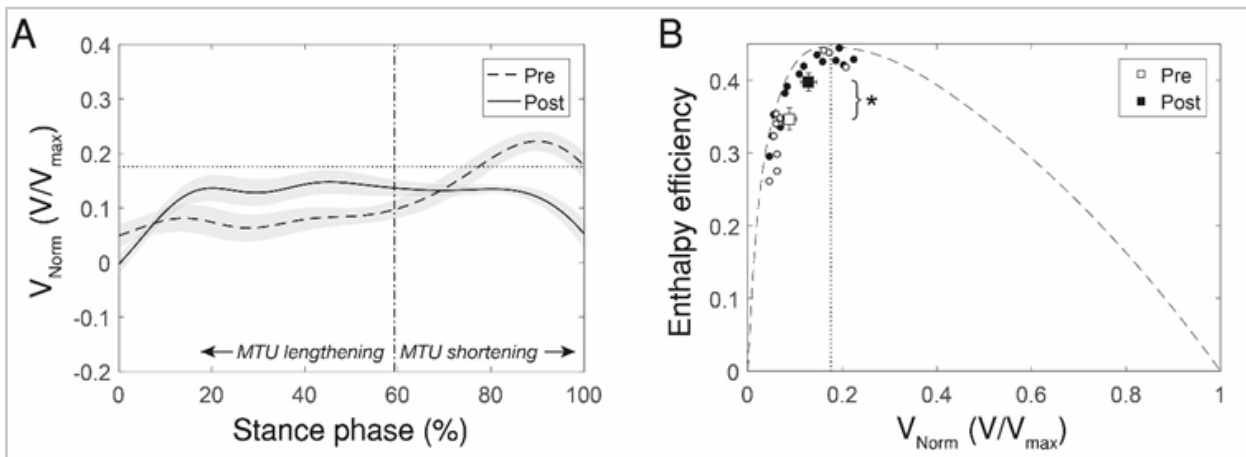 A
V_Norm (V/V_max)
0.4
0.3
0.2
0.1
0
-0.1
-0.2
Pre
Post
MTU lengthening
MTU shortening
0 20 40 60 80 100
Stance phase (%)
B
Enthalpy efficiency
0.4
0.3
0.2
0.1
0
Pre
Post
*
0 0.2 0.4 0.6 0.8 1
V_Norm (V/V_max)